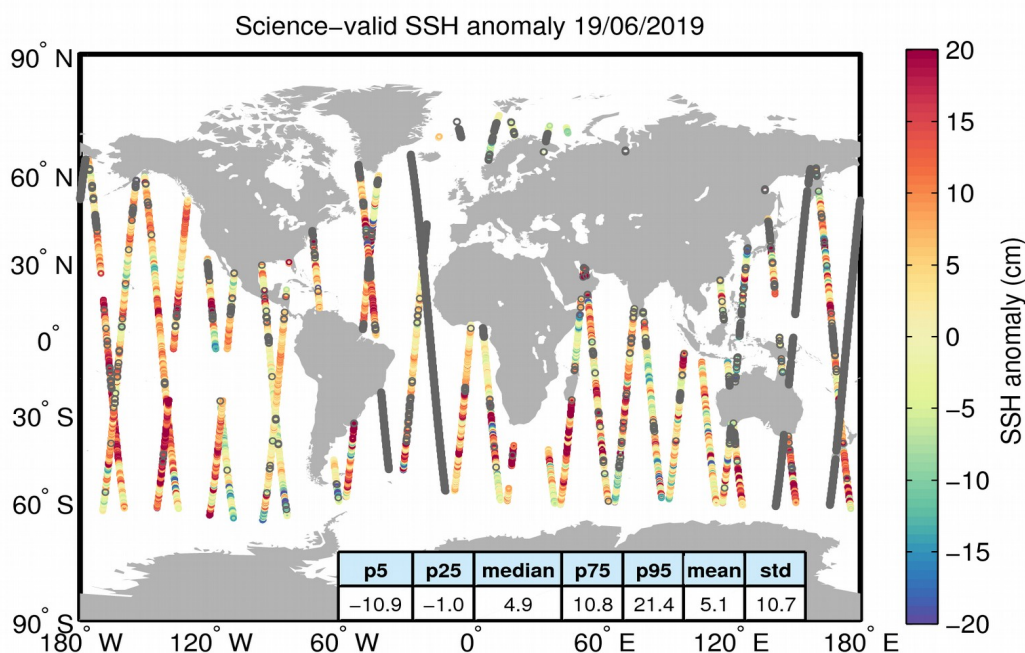 Science−valid SSH anomaly 19/06/2019
90° N
60° N
30° N
0°
30° S
60° S
90° S
180° W
120° W
60° W
0°
60° E
120° E
180° E
p5 p25 median p75 p95 mean std
−10.9 −1.0 4.9 10.8 21.4 5.1 10.7
20
15
10
5
0
−5
−10
−15
−20
SSH anomaly (cm)